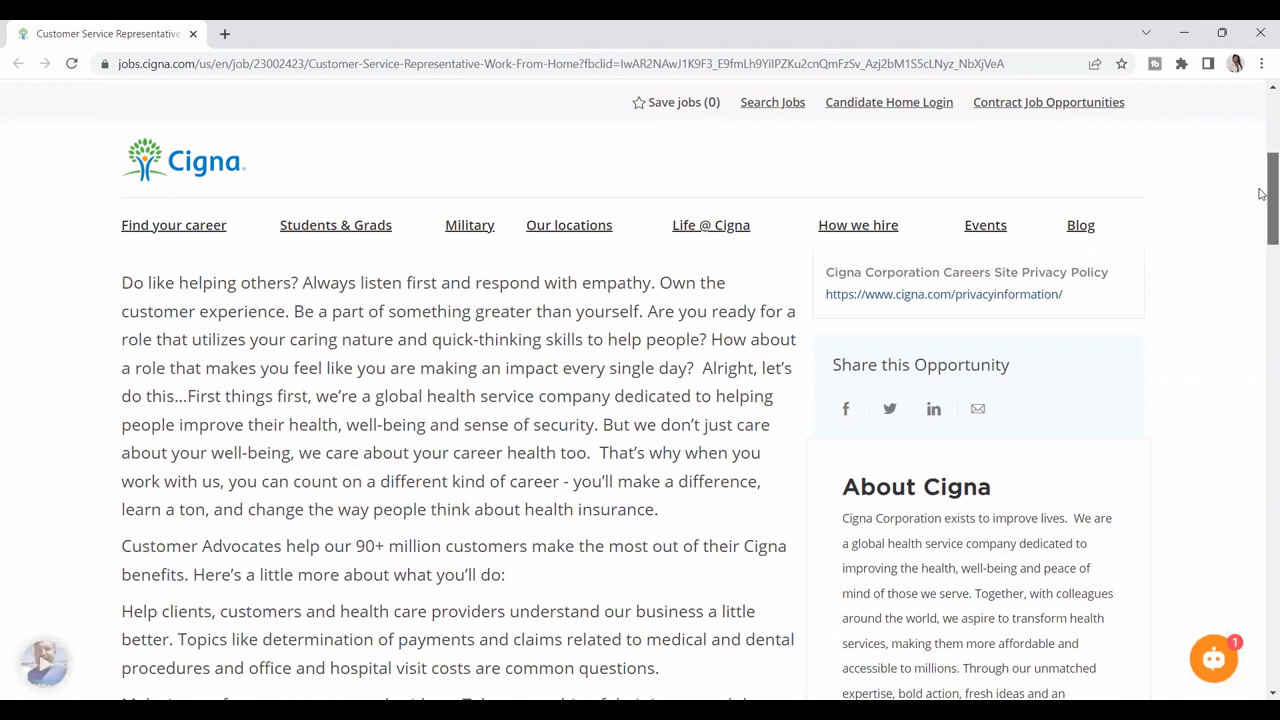 Customer Service Representative
jobs.cigna.com/us/en/job/23002423/Customer-Service-Representative-Work-From-Home?fbclid=IwAR2NAwJ1K9F3_E9fmLh9YiIPZKu2cnQmFzSv_Azj2bM1S5cLNyz_NbXjVeA
Save jobs (0) Search Jobs Candidate Home Login Contract Job Opportunities
Cigna.
Find your career Students & Grads Military Our locations Life @ Cigna How we hire Events Blog
Do like helping others? Always listen first and respond with empathy. Own the
customer experience. Be a part of something greater than yourself. Are you ready for a
role that utilizes your caring nature and quick-thinking skills to help people? How about
a role that makes you feel like you are making an impact every single day? Alright, let's
do this...First things first, we're a global health service company dedicated to helping
people improve their health, well-being and sense of security. But we don't just care
about your well-being, we care about your career health too. That's why when you
work with us, you can count on a different kind of career - you'll make a difference,
learn a ton, and change the way people think about health insurance.
Customer Advocates help our 90+ million customers make the most out of their Cigna
benefits. Here's a little more about what you'll do:
Help clients, customers and health care providers understand our business a little
better. Topics like determination of payments and claims related to medical and dental
procedures and office and hospital visit costs are common questions.
Cigna Corporation Careers Site Privacy Policy
https://www.cigna.com/privacyinformation/
Share this Opportunity
About Cigna
Cigna Corporation exists to improve lives. We are
a global health service company dedicated to
improving the health, well-being and peace of
mind of those we serve. Together, with colleagues
around the world, we aspire to transform health
services, making them more affordable and
accessible to millions. Through our unmatched
expertise, bold action, fresh ideas and an
1